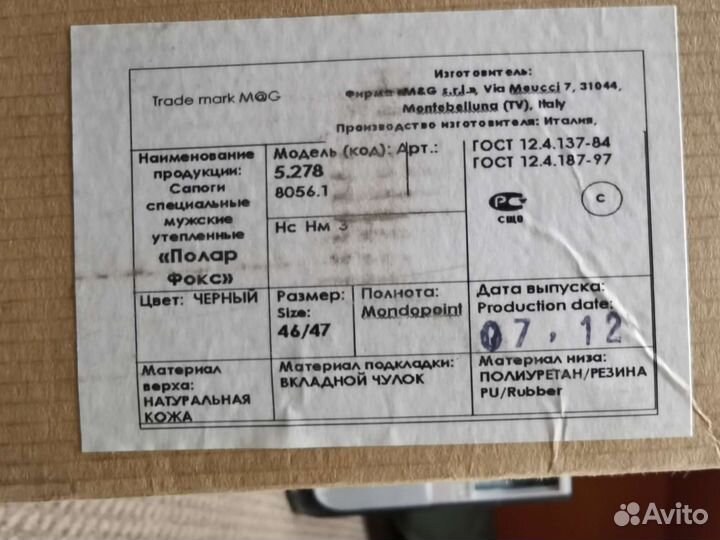 Trade mark M@G
Изготовитель:
Фирма «M&G s.r.l.», Via Meucci 7, 31044,
Montebelluna (TV), Italy
Производство изготовителя: Италия,
Наименование
продукции:
Сапоги
специальные
мужские
утепленные
«Полар
Фокс»
Модель (код): Арт.:
5.278
8056.1
Нс Нм 3
ГОСТ 12.4.137-84
ГОСТ 12.4.187-97
РС
СЩ0
С
Цвет: ЧЕРНЫЙ
Размер:
Size:
46/47
Полнота:
Mondopoint
Дата выпуска:
Production date:
07.12
Материал
верха:
НАТУРАЛЬНАЯ
КОЖА
Материал подкладки:
ВКЛАДНОЙ ЧУЛОК
Материал низа:
ПОЛИУРЕТАН/РЕЗИНА
PU/Rubber
Avito